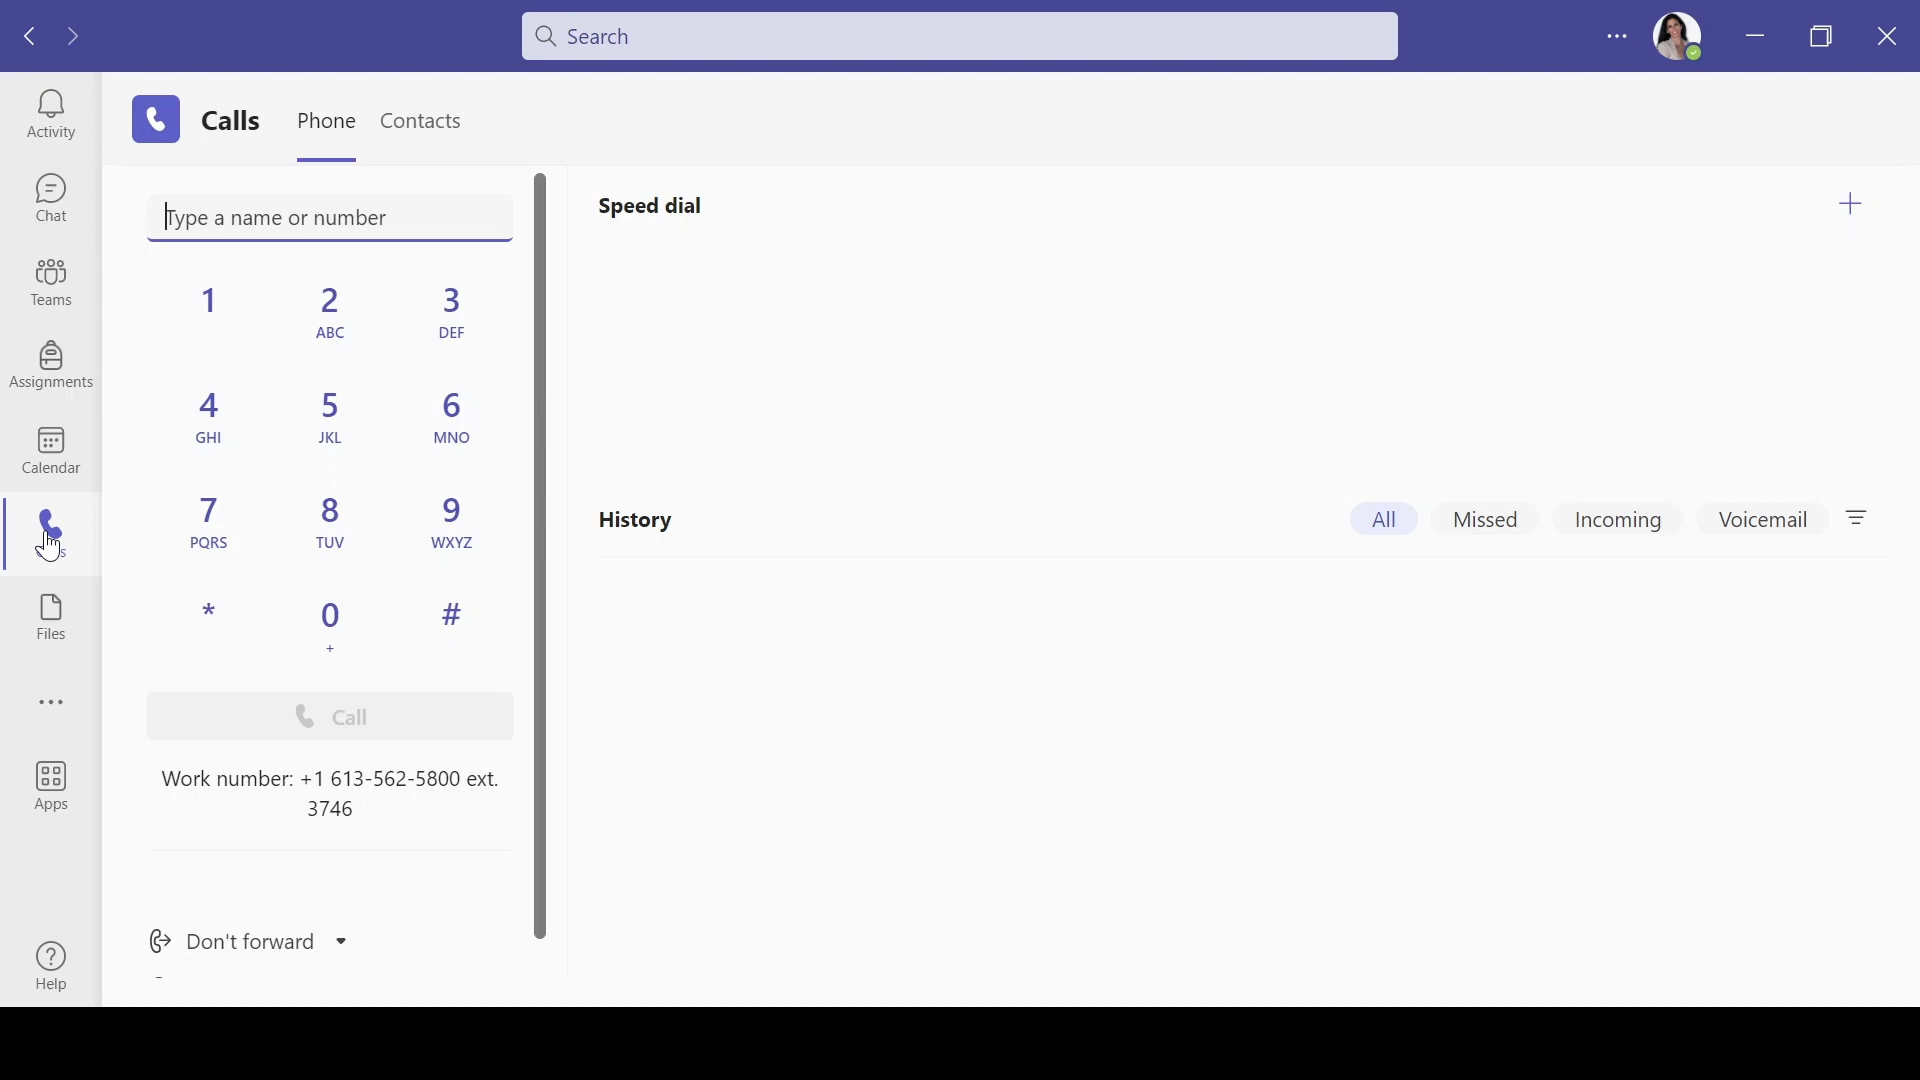 Search
Activity
Chat
Teams
Assignments
Calendar
Files
Apps
Help
Calls
Phone
Contacts
Type a name or number
1
2
ABC
3
DEF
4
GHI
5
JKL
6
MNO
7
PQRS
8
TUV
9
WXYZ
*
0
+
#
Call
Work number: +1 613-562-5800 ext.
3746
Don't forward
Speed dial
History
All
Missed
Incoming
Voicemail